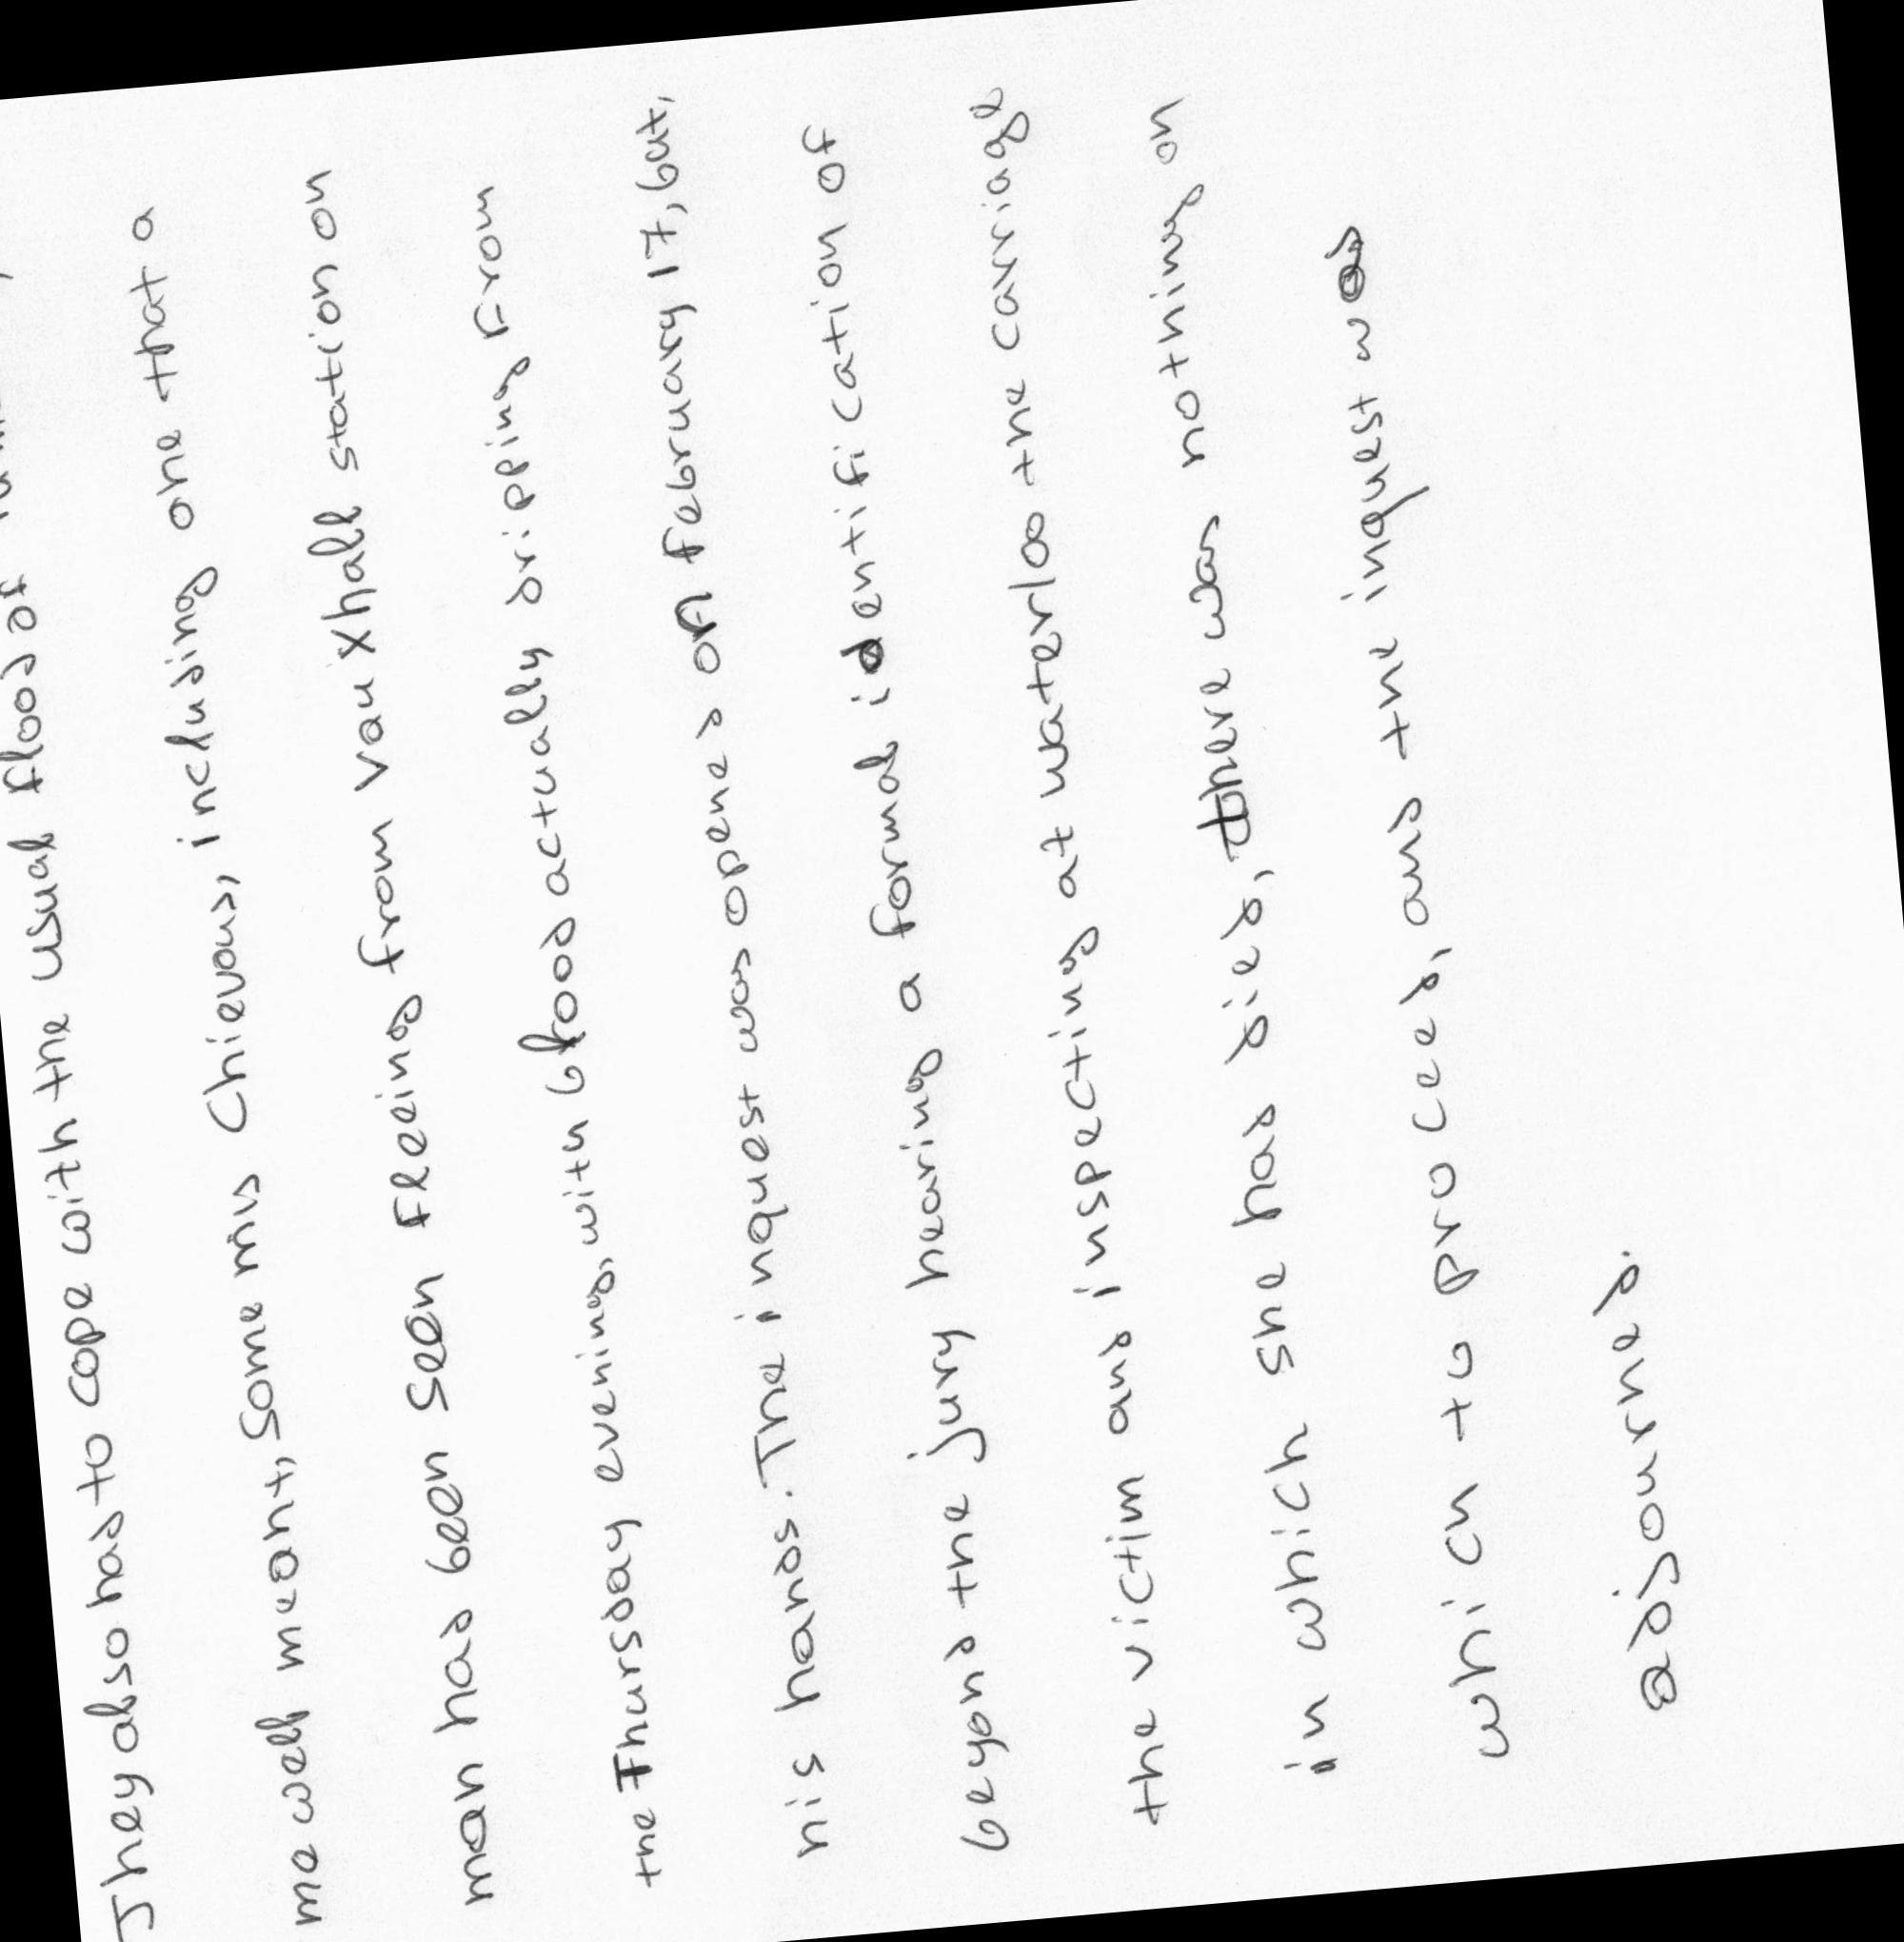 They also had to cope with the usual flood of
me well meant, some mis Chievous, including one that a
man had been seen fleeing from Vauxhall station on
the Thursday evening, with blood actually dripping from
his hands. The inquest was opened on february 17, but,
beyond the jury hearing a formal identification of
the victim and inspecting at waterloo the carriage
in which she had died, there was nothing on
which to proceed, and the inquest was
adjourned.